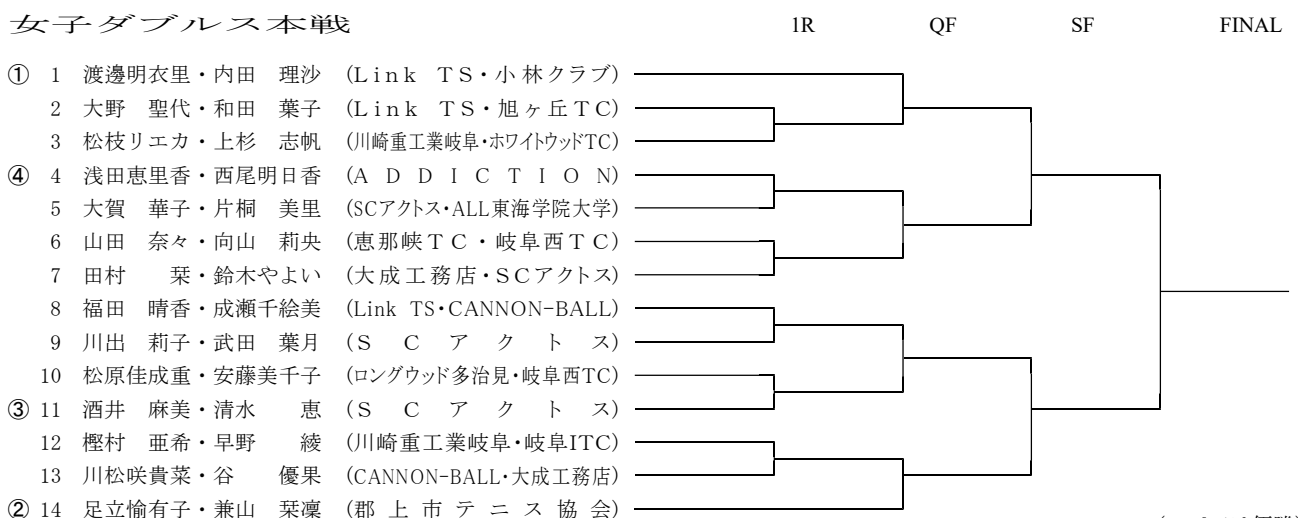 女子ダブルス本戦 1R QF SF FINAL
① 1 渡邊明衣里・内田 理沙 (Link TS・小林クラブ)
2 大野 聖代・和田 葉子 (Link TS・旭ヶ丘TC)
3 松枝リエカ・上杉 志帆 (川崎重工業岐阜・ホワイトウッドTC)
④ 4 浅田恵里香・西尾明日香 (ADDICTION)
5 大賀 華子・片桐 美里 (SCアクトス・ALL東海学院大学)
6 山田 奈々・向山 莉央 (恵那峡TC・岐阜西TC)
7 田村 栞・鈴木やよい (大成工務店・SCアクトス)
8 福田 晴香・成瀬千絵美 (Link TS・CANNON-BALL)
9 川出 莉子・武田 葉月 (SCアクトス)
10 松原佳成重・安藤美千子 (ロングウッド多治見・岐阜西TC)
③ 11 酒井 麻美・清水 恵 (SCアクトス)
12 樫村 亜希・早野 綾 (川崎重工業岐阜・岐阜ITC)
13 川松咲貴菜・谷 優果 (CANNON-BALL・大成工務店)
② 14 足立愉有子・兼山 栞凜 (郡上市テニス協会)